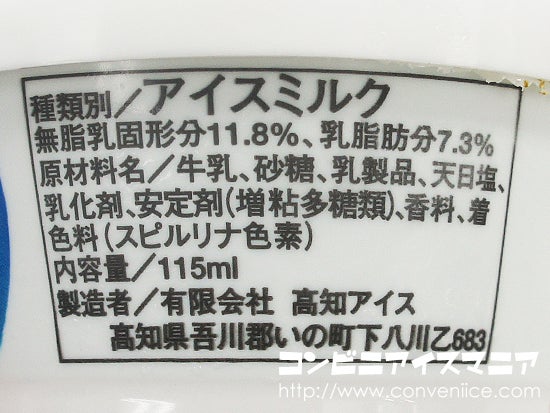 種類別/アイスミルク
無脂乳固形分11.8%、乳脂肪分7.3%
原材料名/牛乳、砂糖、乳製品、天日塩、
乳化剤、安定剤(増粘多糖類)、香料、着
色料(スピルリナ色素)
内容量/115ml
製造者/有限会社 高知アイス
高知県吾川郡いの町下八川乙683
コンビニアイスマニア
http://www.conveniice.com/